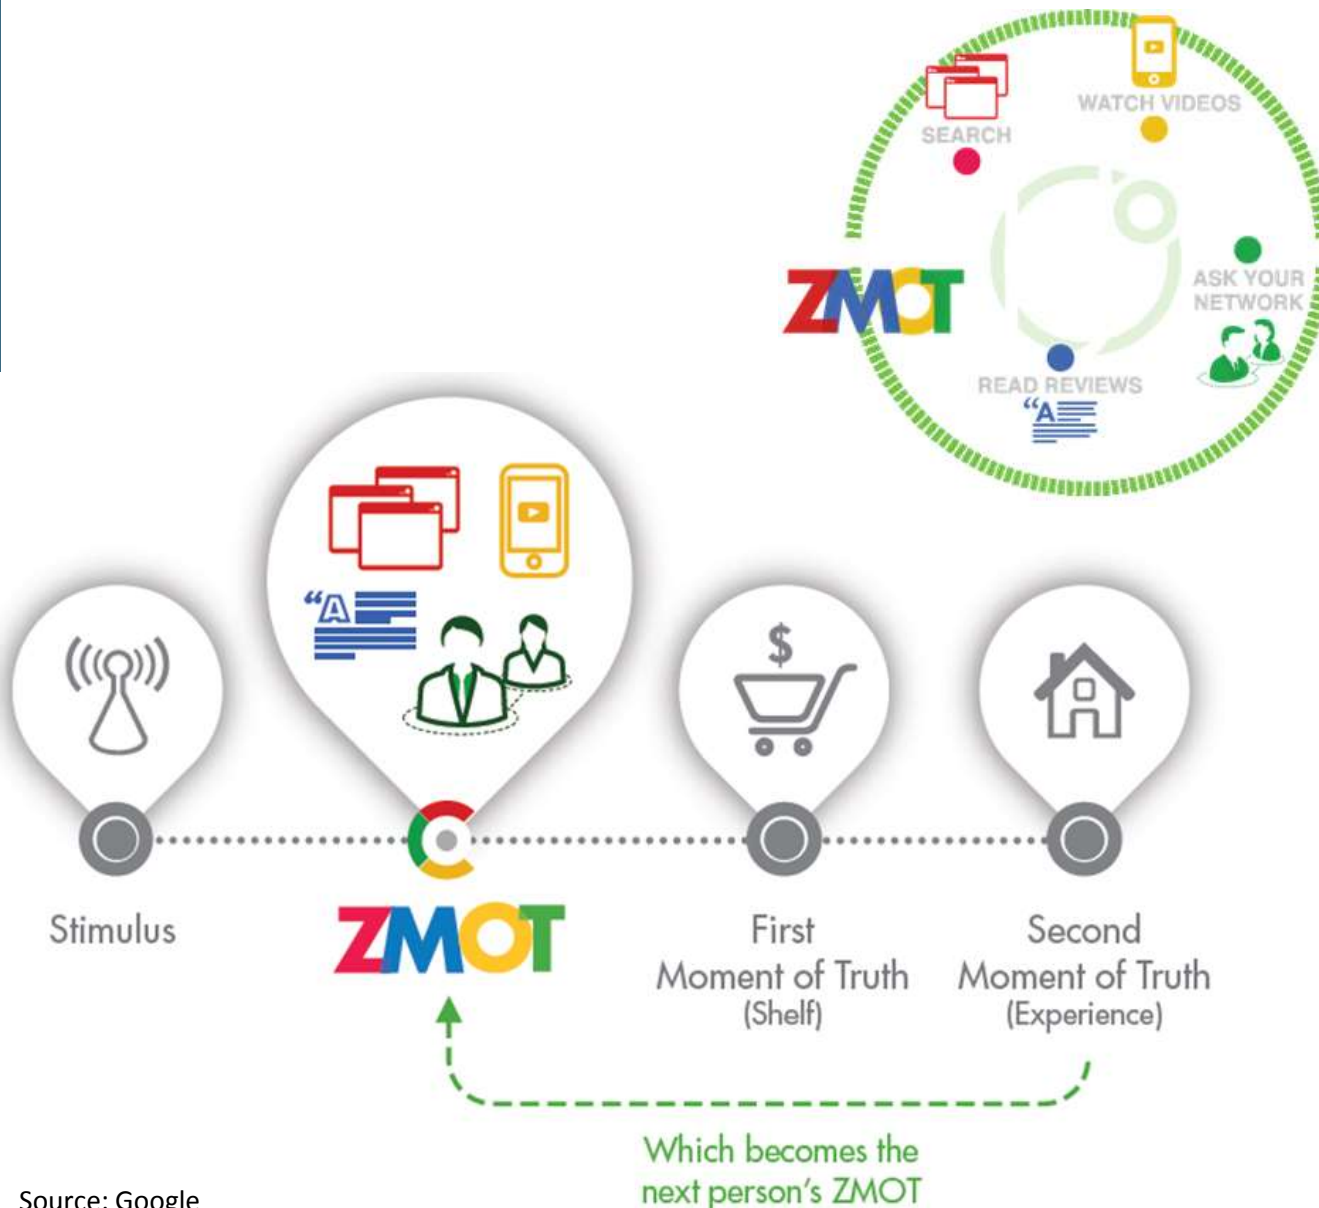 WATCH VIDEOS
SEARCH
ASK YOUR
NETWORK
ZMOT
READ REVIEWS
“A
“A
$
Stimulus
ZMOT
First
Moment of Truth
(Shelf)
Second
Moment of Truth
(Experience)
Which becomes the
next person's ZMOT
Source: Google